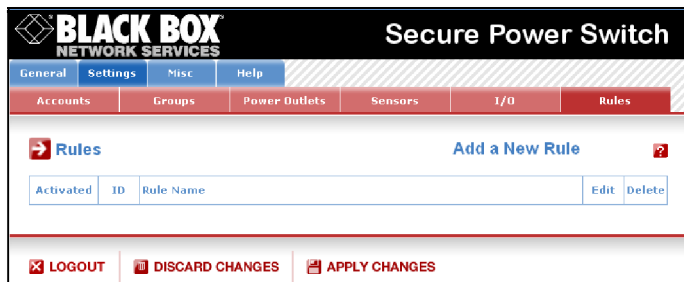 BLACK BOX®
NETWORK SERVICES
Secure Power Switch
General Settings Misc Help
Accounts Groups Power Outlets Sensors I/O Rules
Rules Add a New Rule ?
Activated ID Rule Name Edit Delete
LOGOUT DISCARD CHANGES APPLY CHANGES